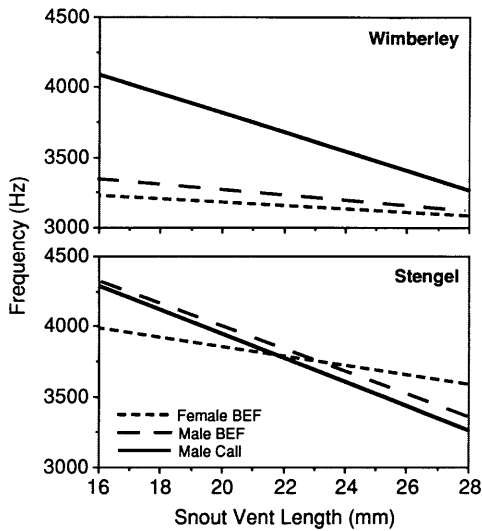 4500
Wimberley
4000
3500
3000
4500
Stengel
4000
3500
3000
Female BEF
Male BEF
Male Call
16 18 20 22 24 26 28
Snout Vent Length (mm)
Frequency (Hz)